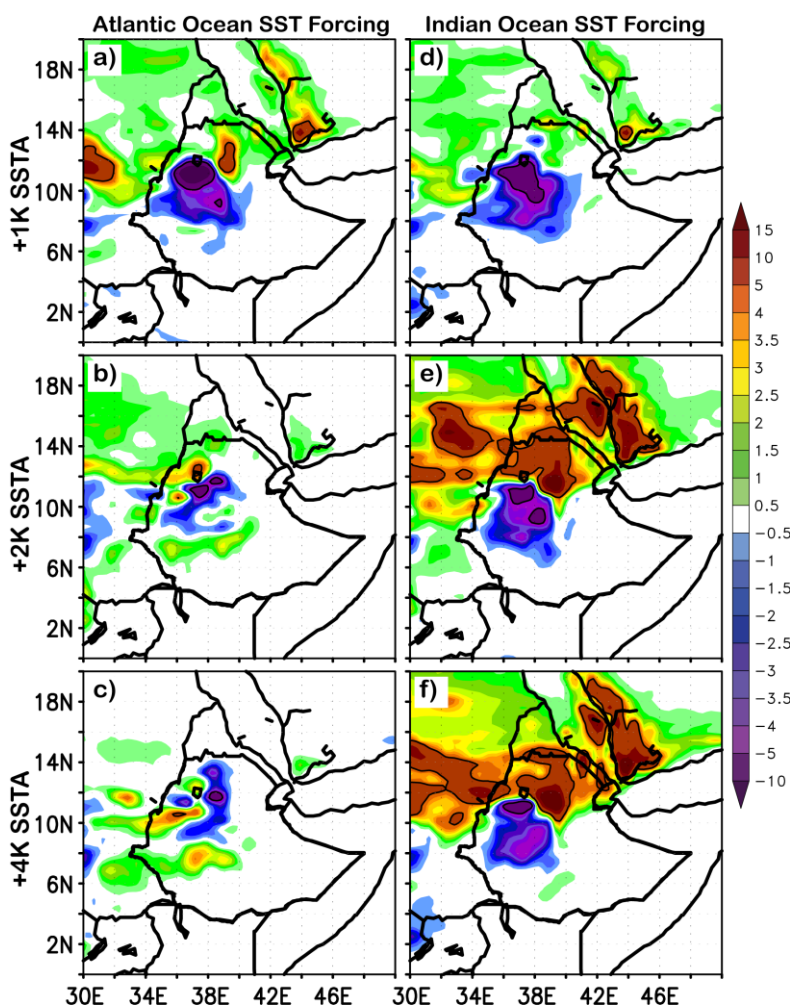 Atlantic Ocean SST Forcing Indian Ocean SST Forcing
a) d)
18N
14N
10N
6N
2N
+1K SSTA
b) e)
18N
14N
10N
6N
2N
+2K SSTA
c) f)
18N
14N
10N
6N
2N
+4K SSTA
30E 34E 38E 42E 46E 30E 34E 38E 42E 46E
15
10
5
4
3.5
3
2.5
2
1.5
1
0.5
-0.5
-1
-1.5
-2
-2.5
-3
-3.5
-4
-5
-10